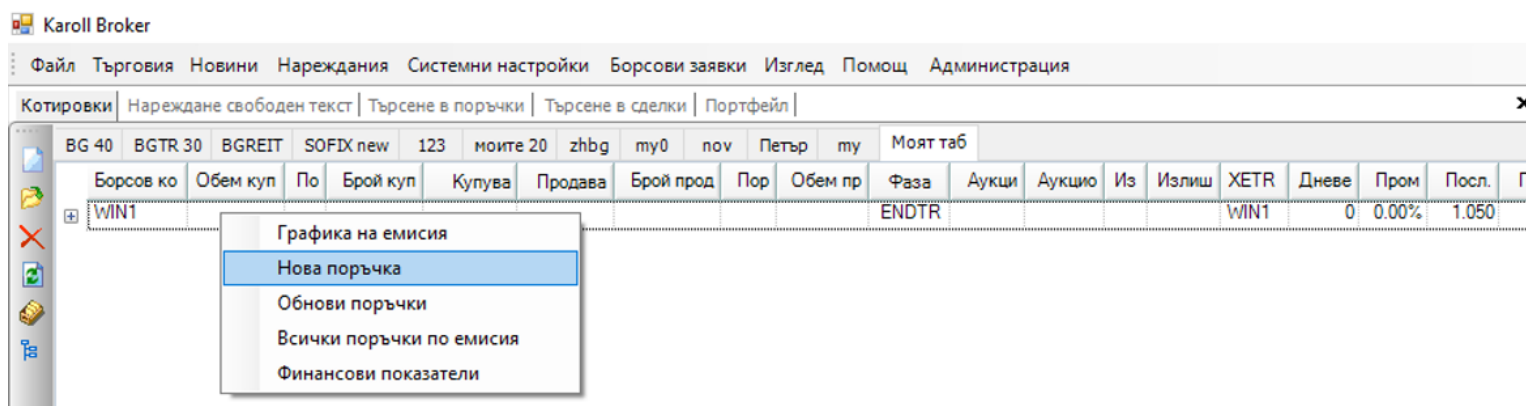 Karoll Broker
Файл Търговия Новини Нареждания Системни настройки Борсови заявки Изглед Помощ Администрация
Котировки Нареждане свободен текст Търсене в поръчки Търсене в сделки Портфейл
BG 40 BGTR 30 BGREIT SOFIX new 123 моите 20 zhbg my0 nov Петър my Моят таб
Борсов ко Обем куп По Брой куп Купува Продава Брой прод Пор Обем пр Фаза Аукци Аукцио Из Излиш XETR Дневе Пром Посл.
WIN1 ENDTR WIN1 0 0.00% 1.050
Графика на емисия
Нова поръчка
Обнови поръчки
Всички поръчки по емисия
Финансови показатели